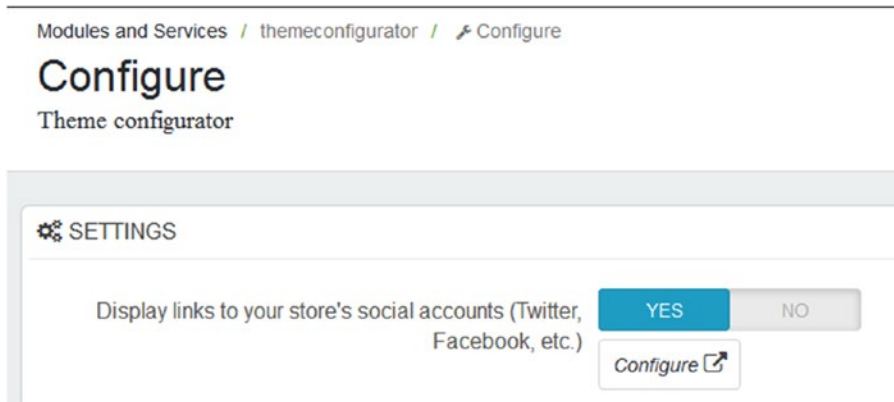 Modules and Services / themeconfigurator / Configure
Configure
Theme configurator
SETTINGS
Display links to your store's social accounts (Twitter, YES NO
Facebook, etc.)
Configure